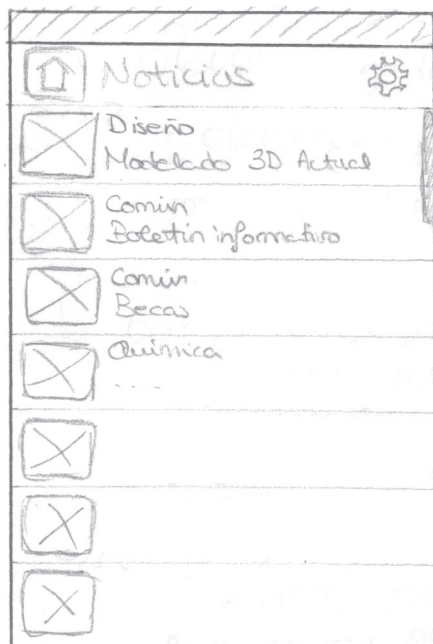 Noticias
Diseño
Modelado 3D Actual
Común
Boletín informativo
Común
Becas
Química
....